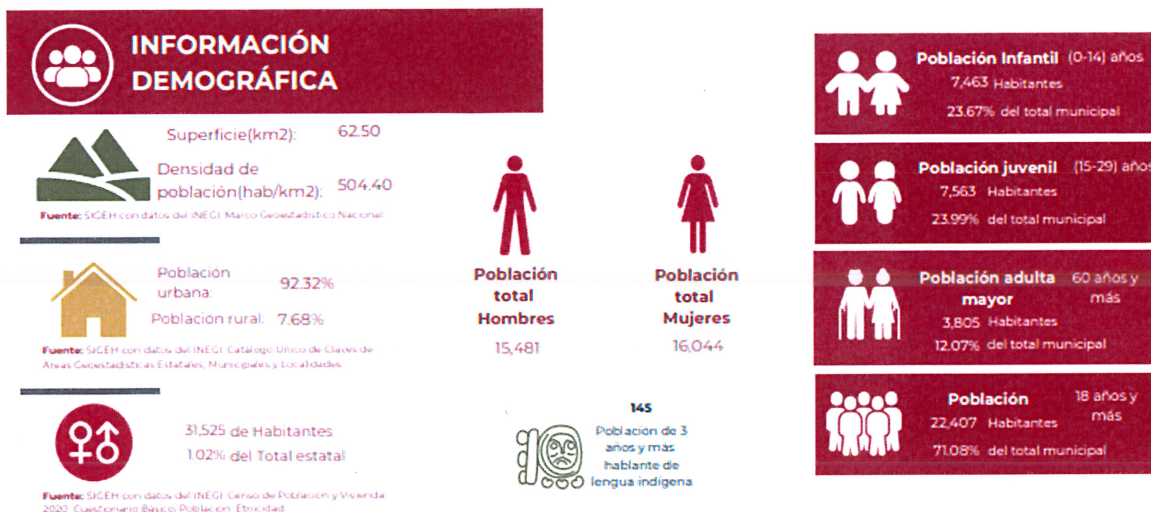 INFORMACIÓN
DEMOGRÁFICA
Superficie(km2): 62.50
Densidad de
población(hab/km2): 504.40
Fuente: SIGEH con datos del INEGI. Marco Geoestadístico Nacional
Población
urbana: 92.32%
Población rural: 7.68%
Fuente: SIGEH con datos del INEGI. Catálogo Único de Claves de
Áreas Geoestadísticas Estatales, Municipales y Localidades.
31,525 de Habitantes
1.02% del Total estatal
Fuente: SIGEH con datos del INEGI. Censo de Población y Vivienda
2020. Cuestionario Básico. Población. Etnicidad
Población
total
Hombres
15,481
Población
total
Mujeres
16,044
145
Población de 3
años y más
hablante de
lengua indígena
Población Infantil (0-14) años
7,463 Habitantes
23.67% del total municipal
Población juvenil (15-29) años
7,563 Habitantes
23.99% del total municipal
Población adulta 60 años y
mayor más
3,805 Habitantes
12.07% del total municipal
Población 18 años y
más
22,407 Habitantes
71.08% del total municipal